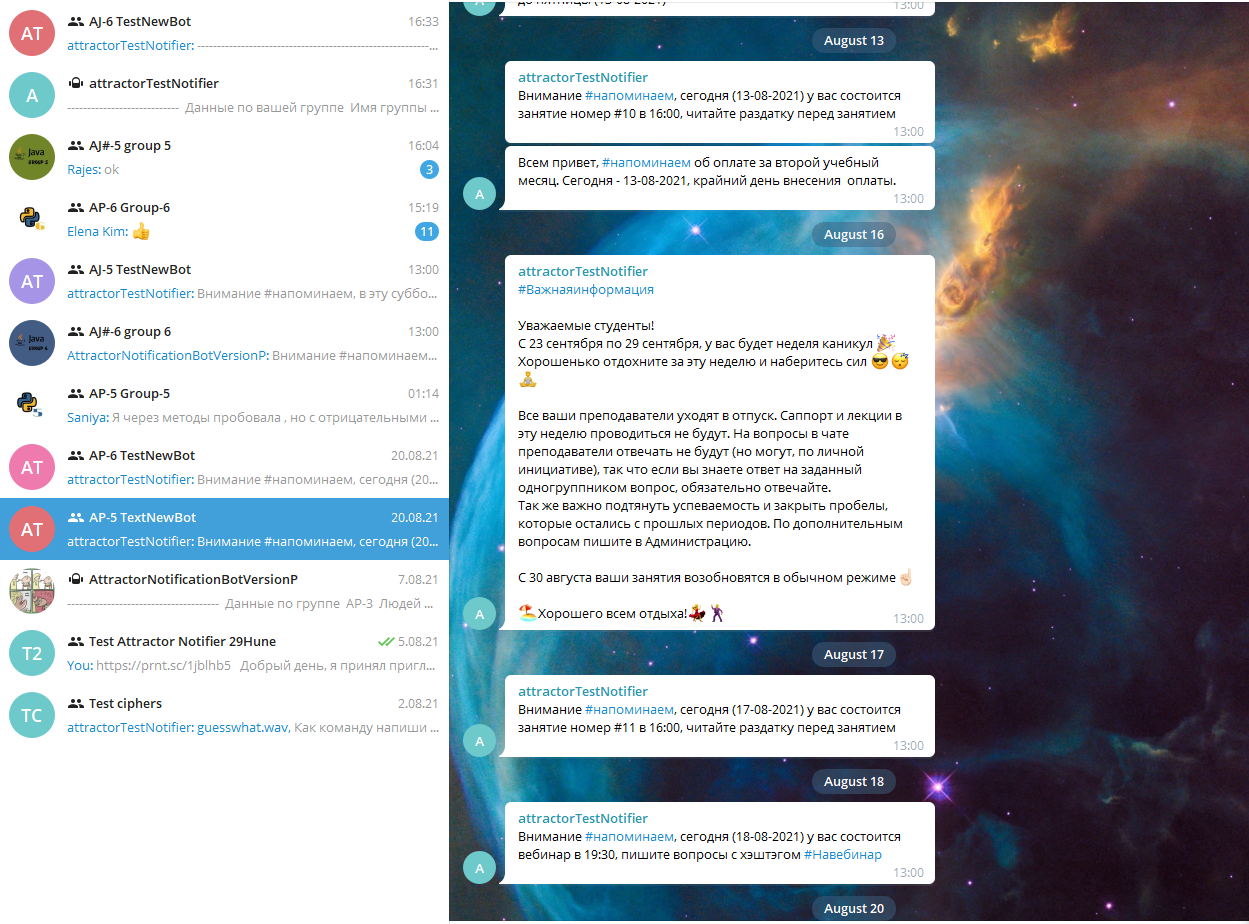 AT
AJ-6 TestNewBot
16:33
attractorTestNotifier: -----------------------------------------------------------...
A
attractorTestNotifier
16:31
---------------------------- Данные по вашей группе Имя группы ...
Java
GROUP 5
AJ#-5 group 5
16:04
Rajes: ok
3
AP-6 Group-6
15:19
Elena Kim: 👍
11
AT
AJ-5 TestNewBot
13:00
attractorTestNotifier: Внимание #напоминаем, в эту суббо...
Java
GROUP 6
AJ#-6 group 6
13:00
AttractorNotificationBotVersionP: Внимание #напоминаем...
AP-5 Group-5
01:14
Saniya: Я через методы пробовала , но с отрицательными ...
AT
AP-6 TestNewBot
20.08.21
attractorTestNotifier: Внимание #напоминаем, сегодня (20...
AT
AP-5 TextNewBot
20.08.21
attractorTestNotifier: Внимание #напоминаем, сегодня (20...
AttractorNotificationBotVersionP
7.08.21
-------------------------------------- Данные по группе AP-3 Людей ...
T2
Test Attractor Notifier 29Hune
5.08.21
You: https://prnt.sc/1jblhb5 Добрый день, я принял пригл...
TC
Test ciphers
2.08.21
attractorTestNotifier: guesswhat.wav, Как команду напиши ...
до пятницы (13-08-2021)
13:00
August 13
attractorTestNotifier
Внимание #напоминаем, сегодня (13-08-2021) у вас состоится
занятие номер #10 в 16:00, читайте раздатку перед занятием
13:00
Всем привет, #напоминаем об оплате за второй учебный
месяц. Сегодня - 13-08-2021, крайний день внесения оплаты.
13:00
A
August 16
attractorTestNotifier
#Важнаяинформация
Уважаемые студенты!
С 23 сентября по 29 сентября, у вас будет неделя каникул 🎉
Хорошенько отдохните за эту неделю и наберитесь сил 😎😴
🧘
Все ваши преподаватели уходят в отпуск. Саппорт и лекции в
эту неделю проводиться не будут. На вопросы в чате
преподаватели отвечать не будут (но могут, по личной
инициативе), так что если вы знаете ответ на заданный
одногруппником вопрос, обязательно отвечайте.
Так же важно подтянуть успеваемость и закрыть пробелы,
которые остались с прошлых периодов. По дополнительным
вопросам пишите в Администрацию.
С 30 августа ваши занятия возобновятся в обычном режиме ☝🏻
🏖Хорошего всем отдыха!💃🕺
13:00
A
August 17
attractorTestNotifier
Внимание #напоминаем, сегодня (17-08-2021) у вас состоится
занятие номер #11 в 16:00, читайте раздатку перед занятием
13:00
A
August 18
attractorTestNotifier
Внимание #напоминаем, сегодня (18-08-2021) у вас состоится
вебинар в 19:30, пишите вопросы с хэштэгом #Навебинар
13:00
A
August 20